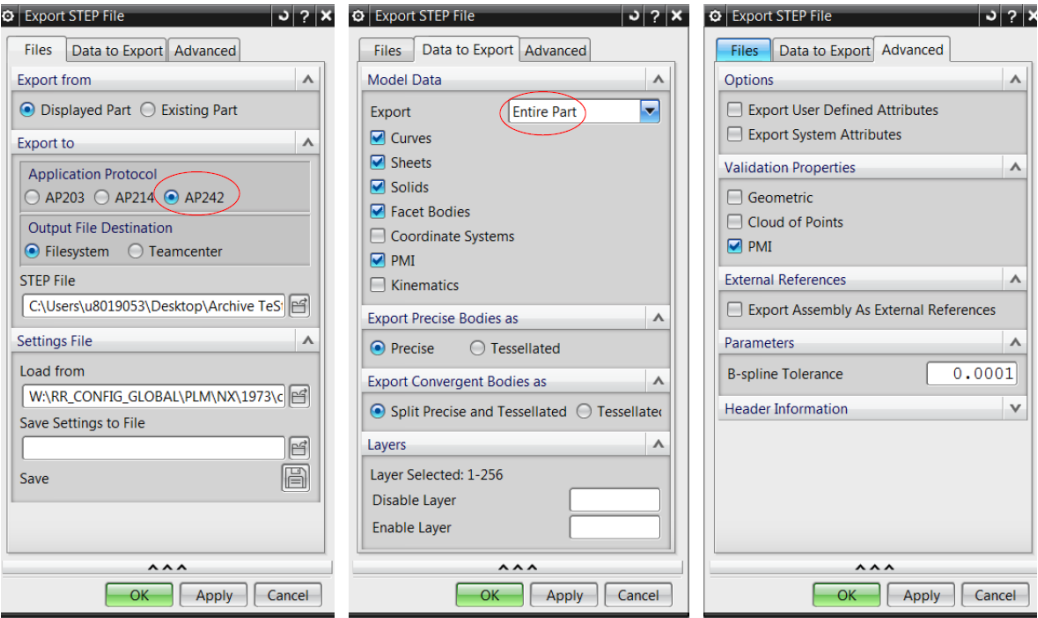 Export STEP File
Files Data to Export Advanced
Export from
Displayed Part Existing Part
Export to
Application Protocol
AP203 AP214 AP242
Output File Destination
Filesystem Teamcenter
STEP File
C:\Users\u8019053\Desktop\Archive TeS
Settings File
Load from
W:\RR_CONFIG_GLOBAL\PLM\NX\1973\c
Save Settings to File
Save
OK Apply Cancel
Export STEP File
Files Data to Export Advanced
Model Data
Export Entire Part
Curves
Sheets
Solids
Facet Bodies
Coordinate Systems
PMI
Kinematics
Export Precise Bodies as
Precise Tessellated
Export Convergent Bodies as
Split Precise and Tessellated Tessellated
Layers
Layer Selected: 1-256
Disable Layer
Enable Layer
OK Apply Cancel
Export STEP File
Files Data to Export Advanced
Options
Export User Defined Attributes
Export System Attributes
Validation Properties
Geometric
Cloud of Points
PMI
External References
Export Assembly As External References
Parameters
B-spline Tolerance 0.0001
Header Information
OK Apply Cancel